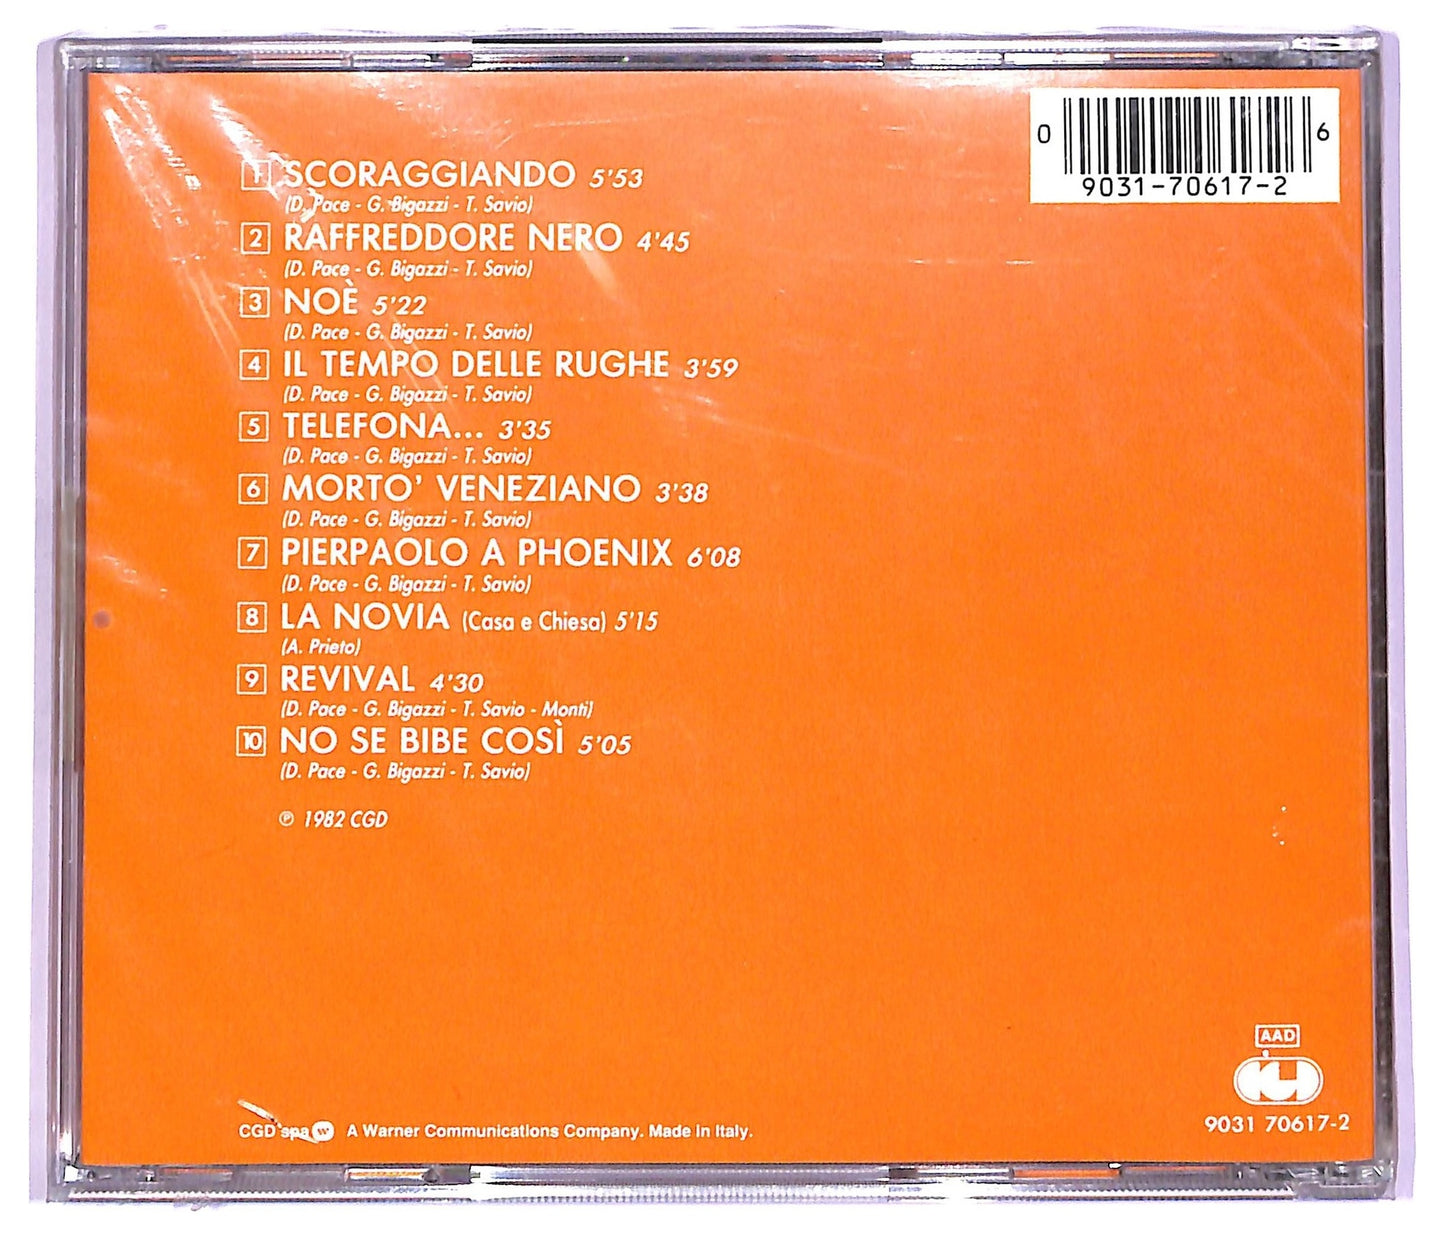 0 6
9031-70617-2
1 SCORAGGIANDO 5'53
(D. Pace - G. Bigazzi - T. Savio)
2 RAFFREDDORE NERO 4'45
(D. Pace - G. Bigazzi - T. Savio)
3 NOÈ 5'22
(D. Pace - G. Bigazzi - T. Savio)
4 IL TEMPO DELLE RUGHE 3'59
(D. Pace - G. Bigazzi - T. Savio)
5 TELEFONA... 3'35
(D. Pace - G. Bigazzi - T. Savio)
6 MORTO' VENEZIANO 3'38
(D. Pace - G. Bigazzi - T. Savio)
7 PIERPAOLO A PHOENIX 6'08
(D. Pace - G. Bigazzi - T. Savio)
8 LA NOVIA (Casa e Chiesa) 5'15
(A. Prieto)
9 REVIVAL 4'30
(D. Pace - G. Bigazzi - T. Savio - Monti)
10 NO SE BIBE COSÌ 5'05
(D. Pace - G. Bigazzi - T. Savio)
℗ 1982 CGD
AAD
CGD spa A Warner Communications Company. Made in Italy.
9031 70617-2